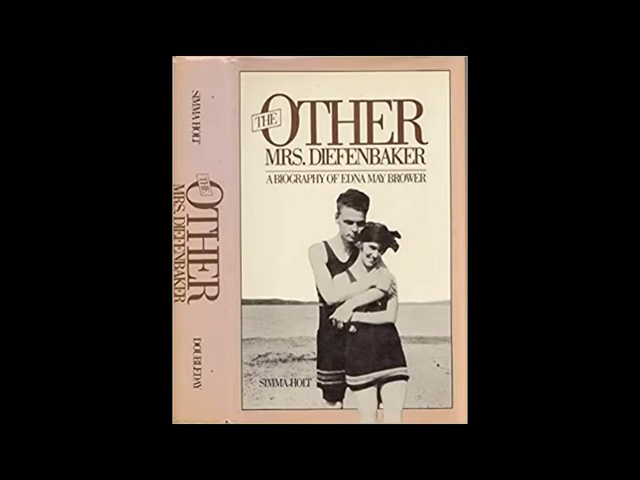 THE
OTHER
MRS. DIEFENBAKER
A BIOGRAPHY OF EDNA MAY BROWER
SIMMA HOLT
SIMMA HOLT
THE
OTHER
MRS. DIEFENBAKER
DOUBLEDAY